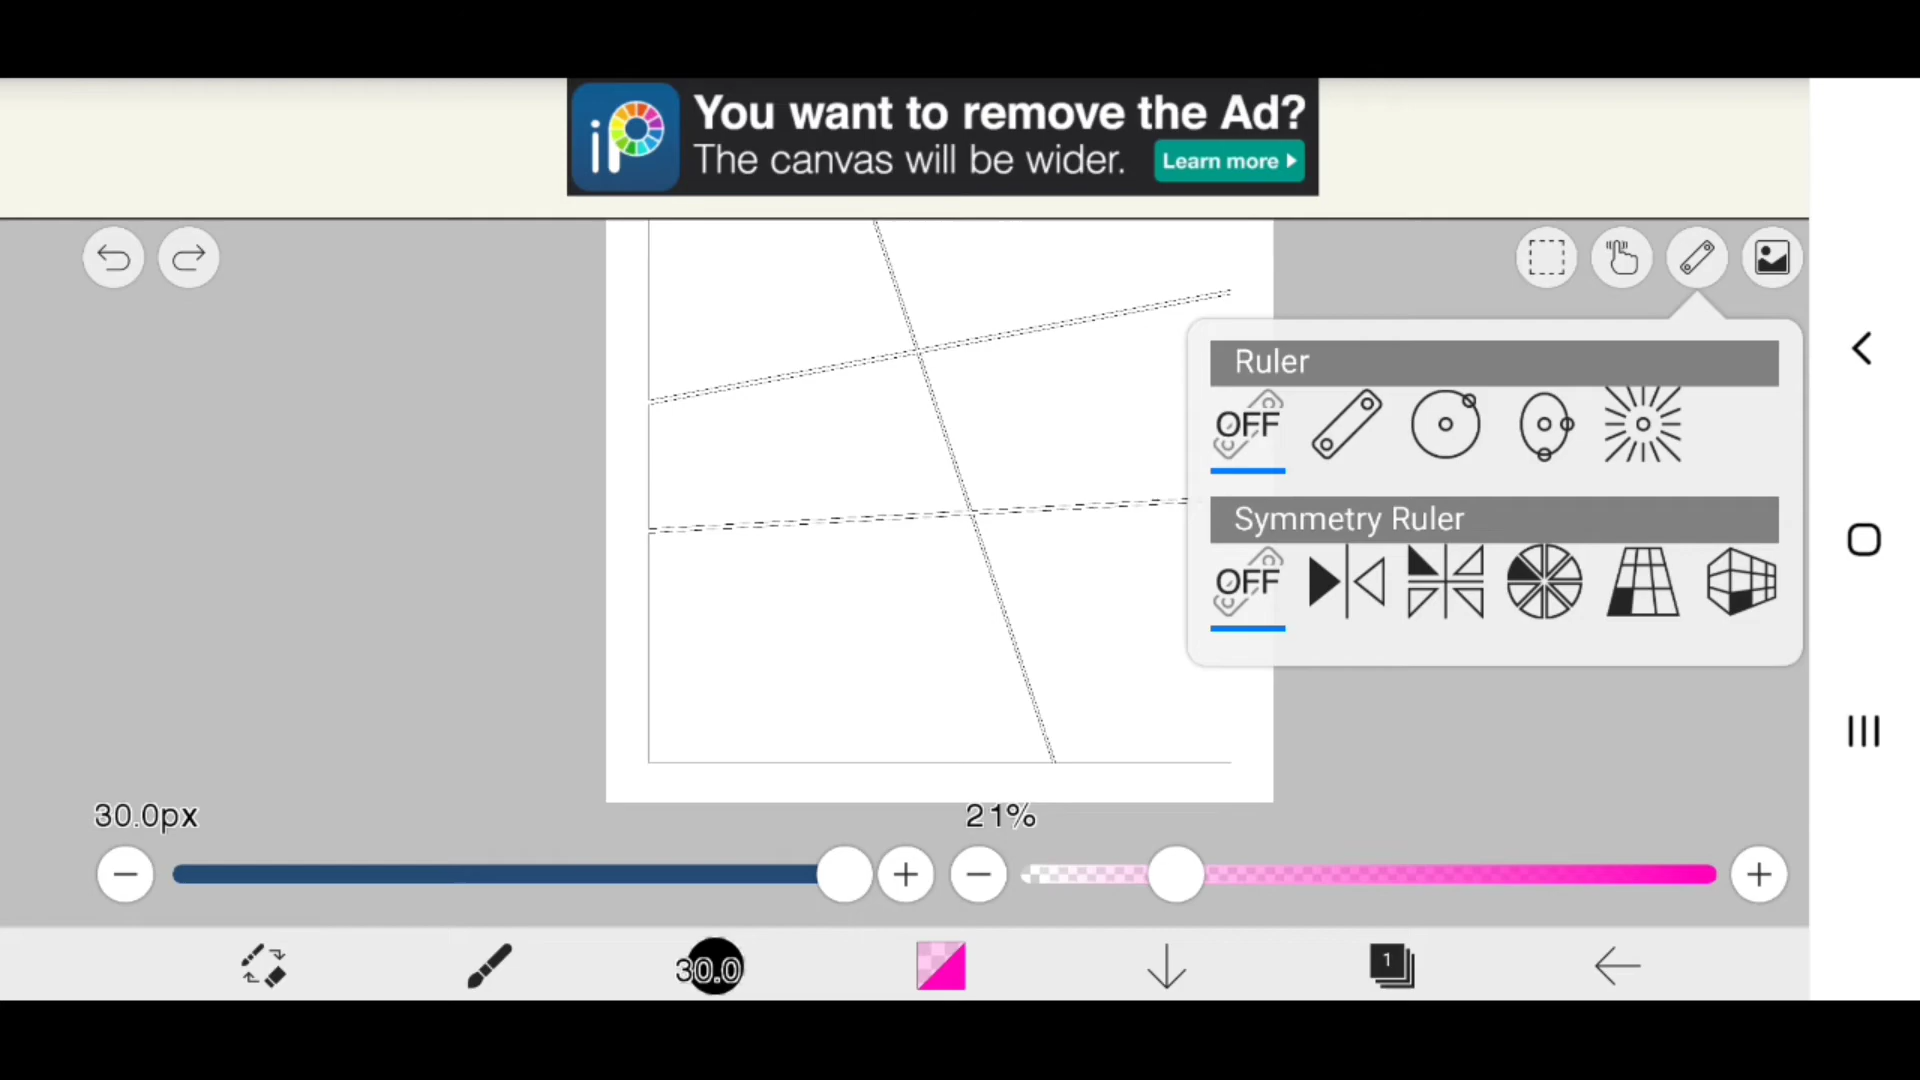 iP
You want to remove the Ad?
The canvas will be wider.
Learn more
Ruler
OFF
Symmetry Ruler
OFF
30.0px
21%
30.0
1